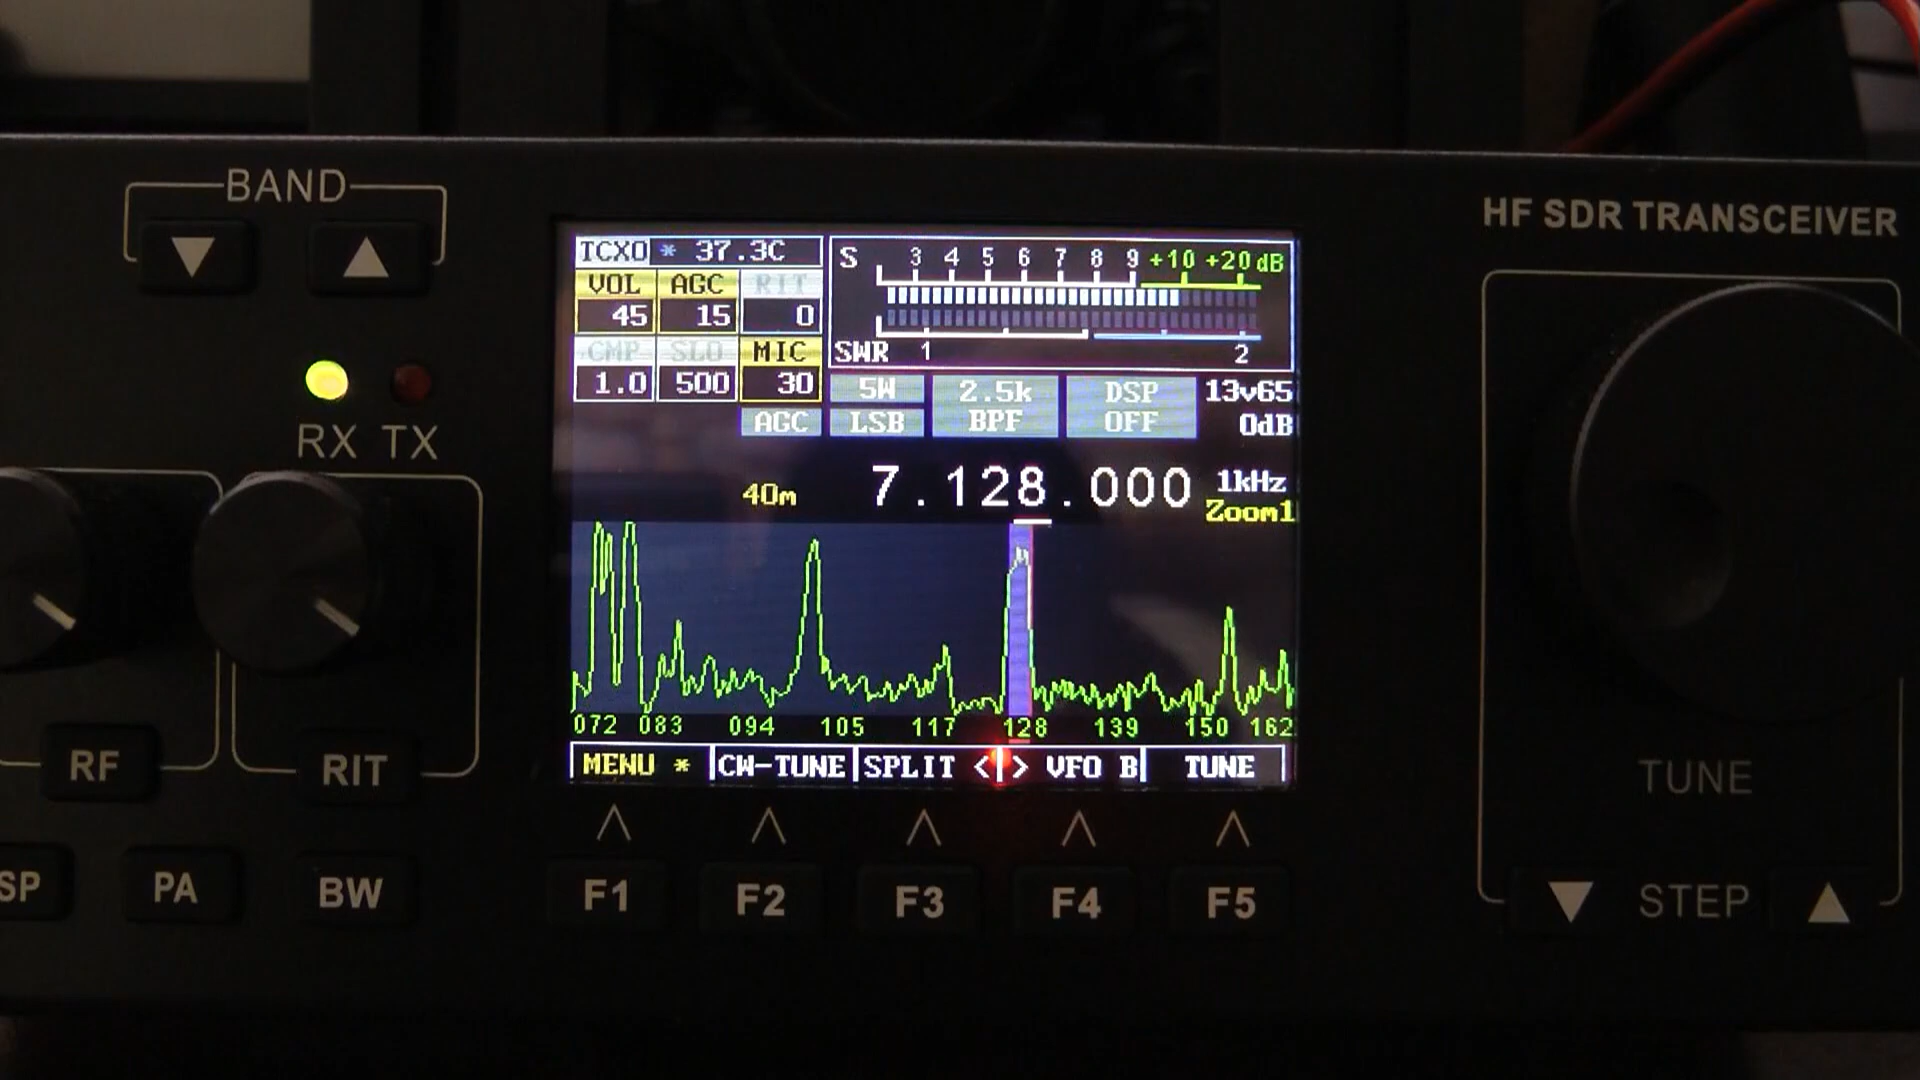 BAND
HF SDR TRANSCEIVER
TCXO * 37.3C
VOL AGC RIT
45 15 0
CMP SLO MIC
1.0 500 30
AGC
S 3 4 5 6 7 8 9 +10 +20 dB
SWR 1 2
5W 2.5k DSP 13v65
LSB BPF OFF 0dB
40m 7.128.000 1kHz
Zoom1
072 083 094 105 117 128 139 150 162
MENU * CW-TUNE SPLIT <|> VFO B TUNE
RX TX
RF RIT
SP PA BW
F1 F2 F3 F4 F5
TUNE
STEP